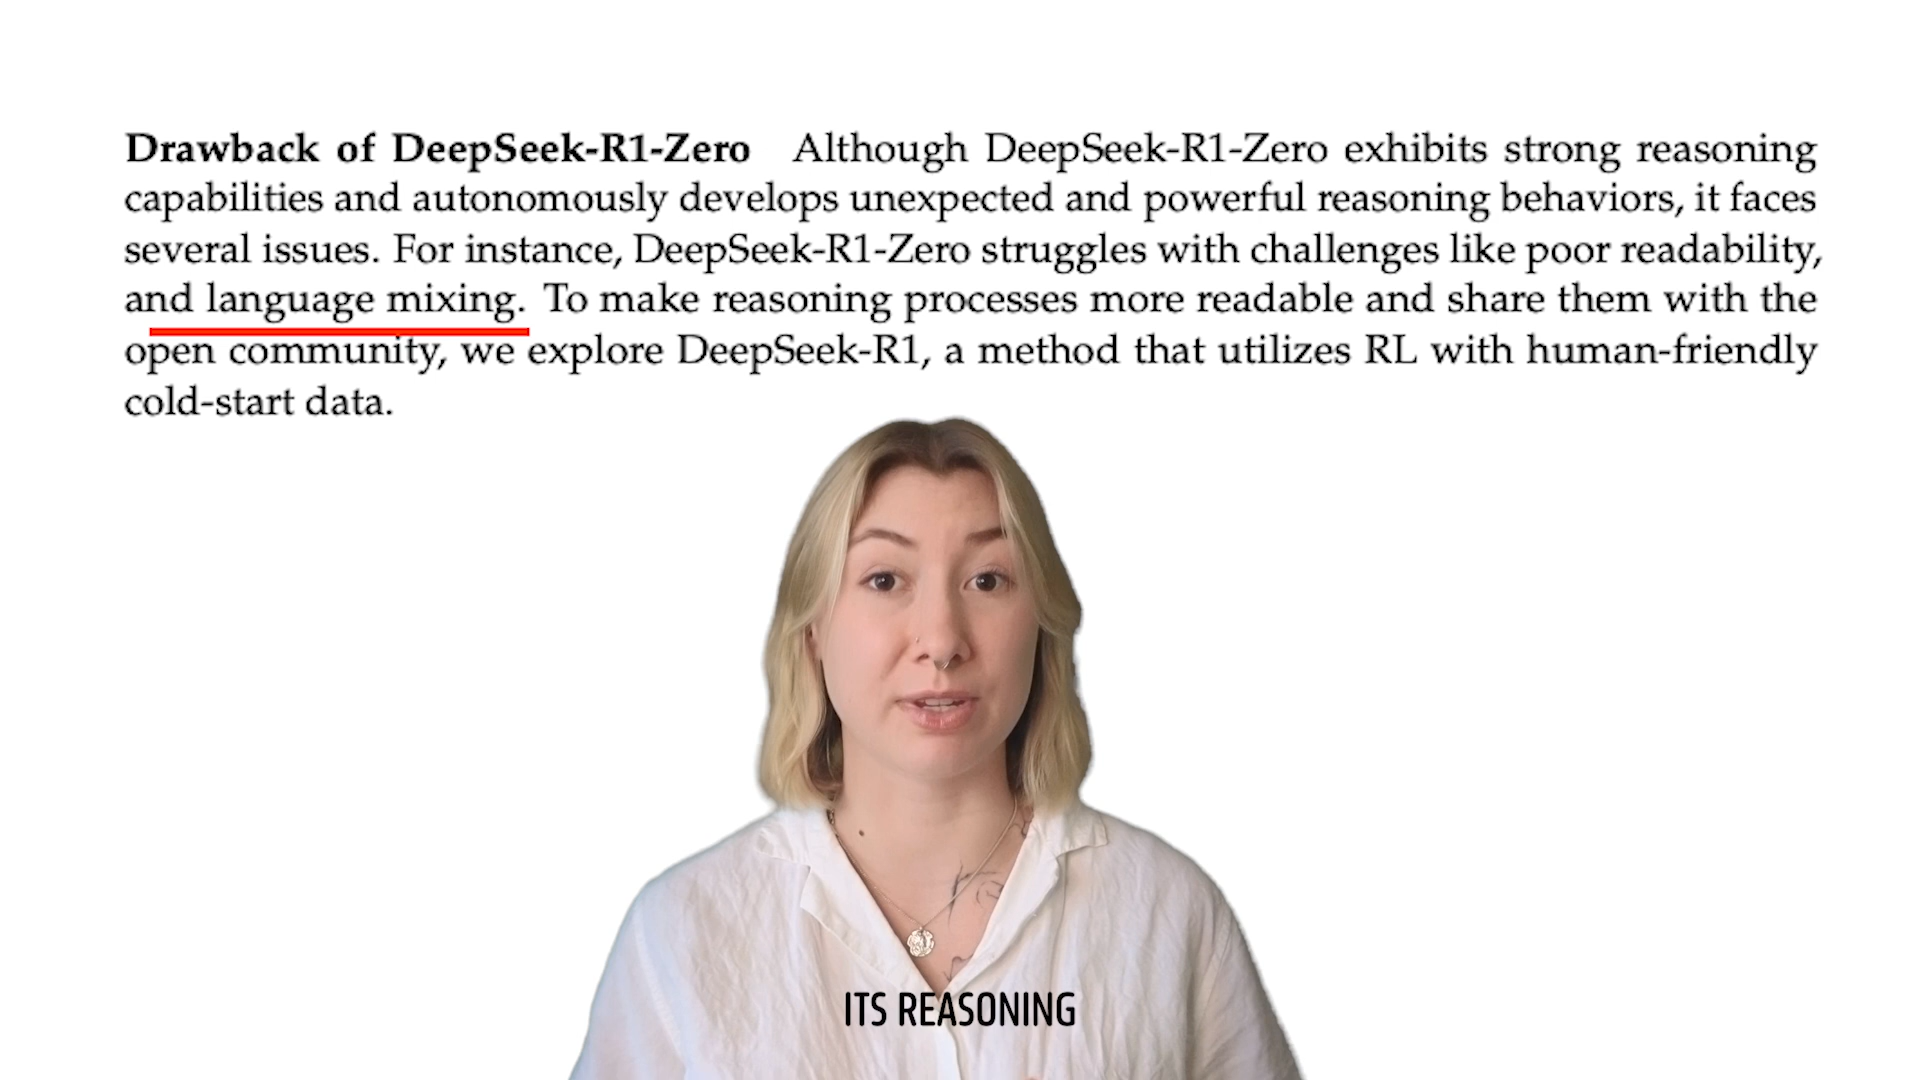 Drawback of DeepSeek-R1-Zero Although DeepSeek-R1-Zero exhibits strong reasoning
capabilities and autonomously develops unexpected and powerful reasoning behaviors, it faces
several issues. For instance, DeepSeek-R1-Zero struggles with challenges like poor readability,
and language mixing. To make reasoning processes more readable and share them with the
open community, we explore DeepSeek-R1, a method that utilizes RL with human-friendly
cold-start data.
ITS REASONING